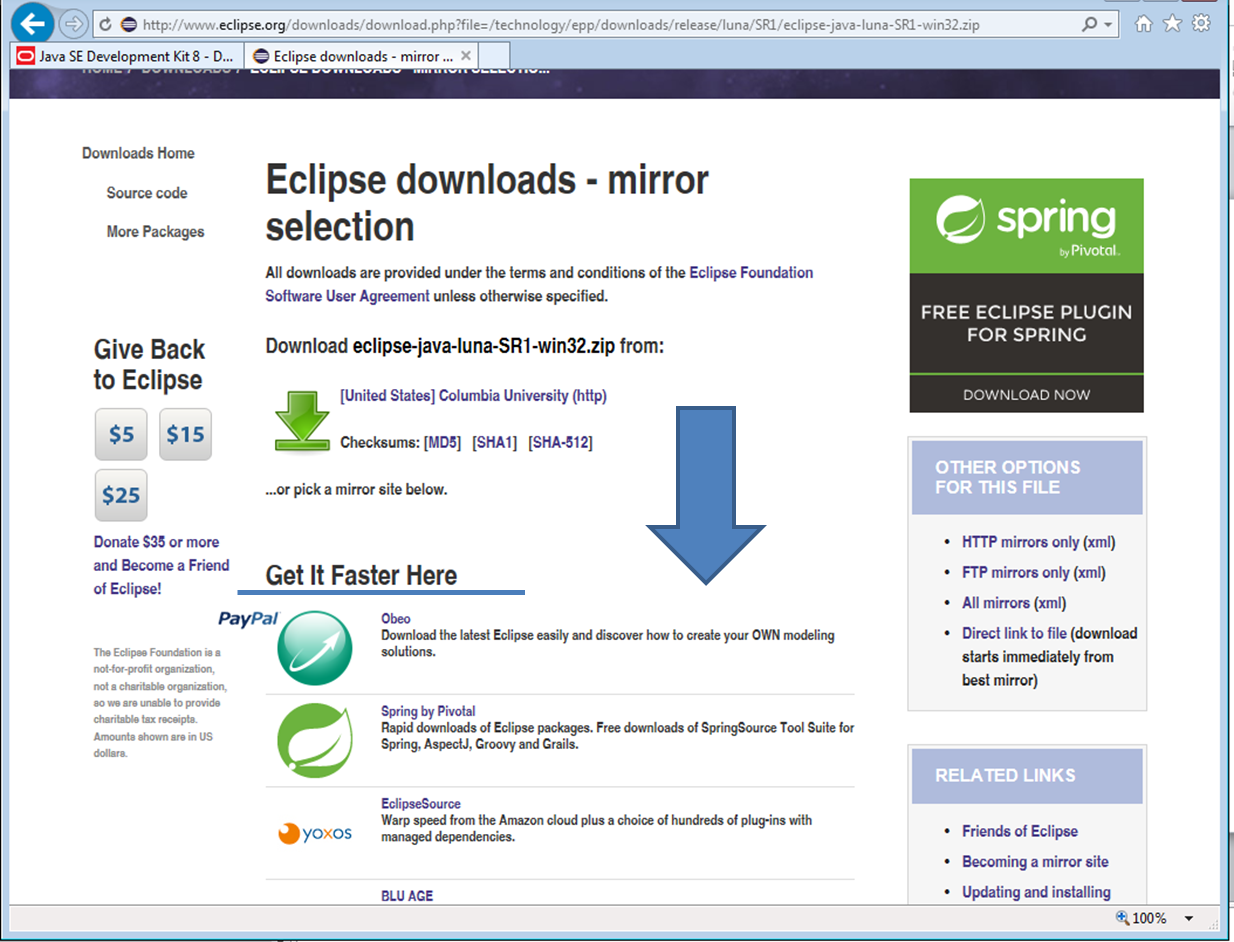 http://www.eclipse.org/downloads/download.php?file=/technology/epp/downloads/release/luna/SR1/eclipse-java-luna-SR1-win32.zip
Java SE Development Kit 8 - D...
Eclipse downloads - mirror ...
HOME / DOWNLOADS / ECLIPSE DOWNLOADS - MIRROR SELECTIO...
Downloads Home
Source code
More Packages
Give Back
to Eclipse
$5
$15
$25
Donate $35 or more
and Become a Friend
of Eclipse!
PayPal
The Eclipse Foundation is a
not-for-profit organization,
not a charitable organization,
so we are unable to provide
charitable tax receipts.
Amounts shown are in US
dollars.
Eclipse downloads - mirror
selection
All downloads are provided under the terms and conditions of the Eclipse Foundation
Software User Agreement unless otherwise specified.
Download eclipse-java-luna-SR1-win32.zip from:
[United States] Columbia University (http)
Checksums: [MD5] [SHA1] [SHA-512]
...or pick a mirror site below.
Get It Faster Here
Obeo
Download the latest Eclipse easily and discover how to create your OWN modeling
solutions.
Spring by Pivotal
Rapid downloads of Eclipse packages. Free downloads of SpringSource Tool Suite for
Spring, AspectJ, Groovy and Grails.
yoxos
EclipseSource
Warp speed from the Amazon cloud plus a choice of hundreds of plug-ins with
managed dependencies.
BLU AGE
spring
by Pivotal
FREE ECLIPSE PLUGIN
FOR SPRING
DOWNLOAD NOW
OTHER OPTIONS
FOR THIS FILE
• HTTP mirrors only (xml)
• FTP mirrors only (xml)
• All mirrors (xml)
• Direct link to file (download
starts immediately from
best mirror)
RELATED LINKS
• Friends of Eclipse
• Becoming a mirror site
• Updating and installing
100%